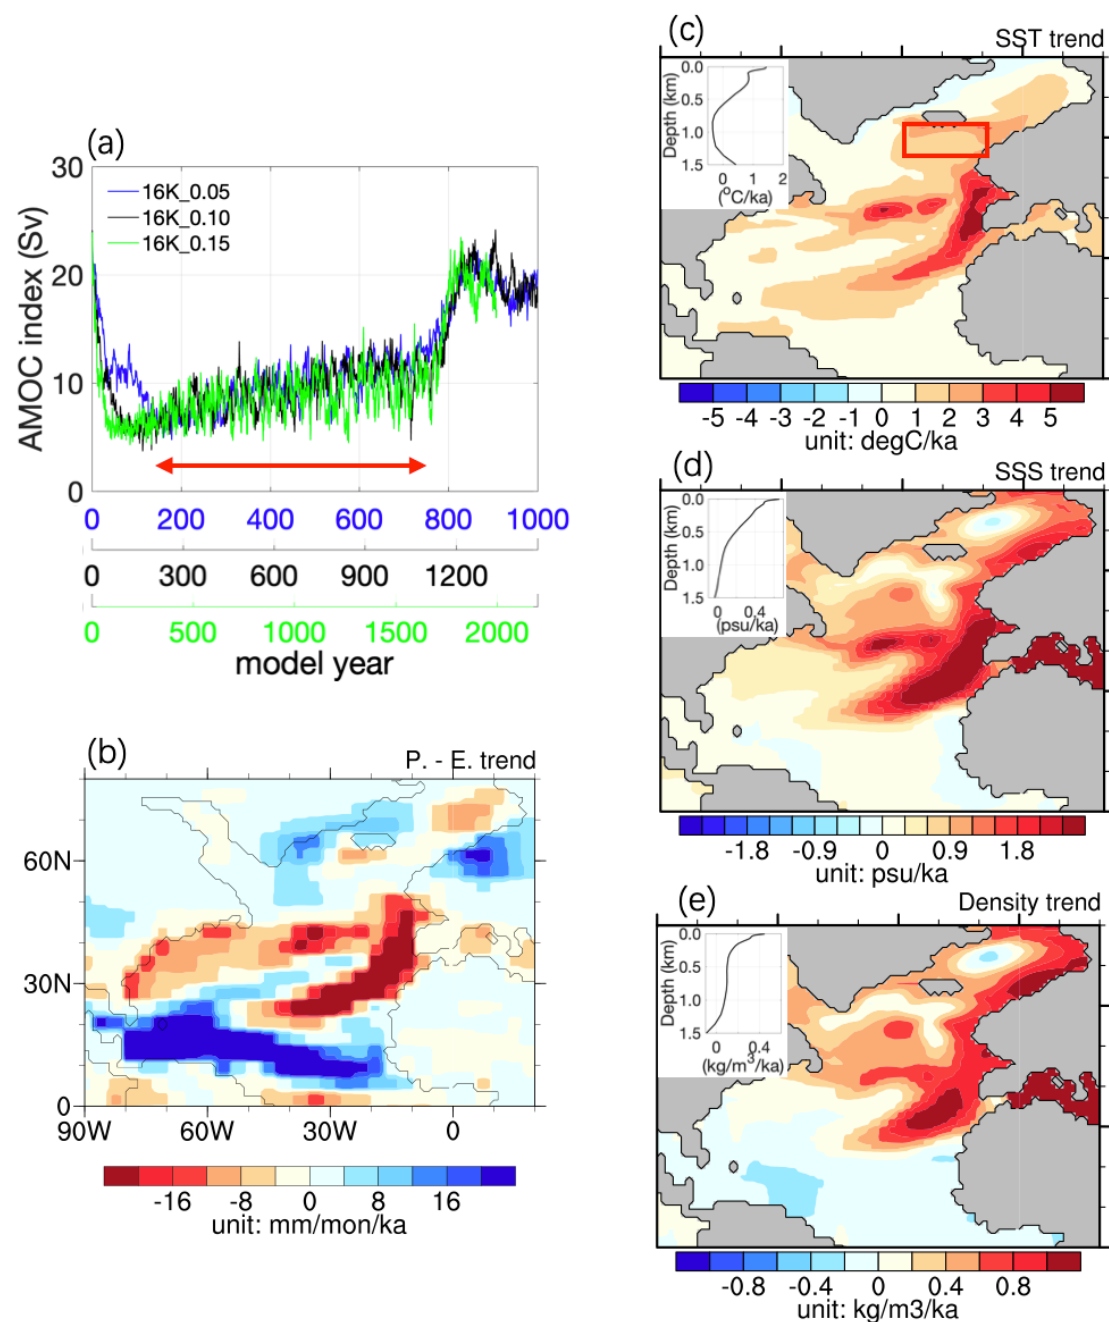 (a)
30
20
10
0
AMOC index (Sv)
16K_0.05
16K_0.10
16K_0.15
0 200 400 600 800 1000
0 300 600 900 1200
0 500 1000 1500 2000
model year
(b)
P. - E. trend
60N
30N
0
90W 60W 30W 0
-16 -8 0 8 16
unit: mm/mon/ka
(c)
SST trend
0.0
0.5
1.0
1.5
Depth (km)
0 1 2
(°C/ka)
-5 -4 -3 -2 -1 0 1 2 3 4 5
unit: degC/ka
(d)
SSS trend
0.0
0.5
1.0
1.5
Depth (km)
0 0.4
(psu/ka)
-1.8 -0.9 0 0.9 1.8
unit: psu/ka
(e)
Density trend
0.0
0.5
1.0
1.5
Depth (km)
0 0.4
(kg/m³/ka)
-0.8 -0.4 0 0.4 0.8
unit: kg/m3/ka